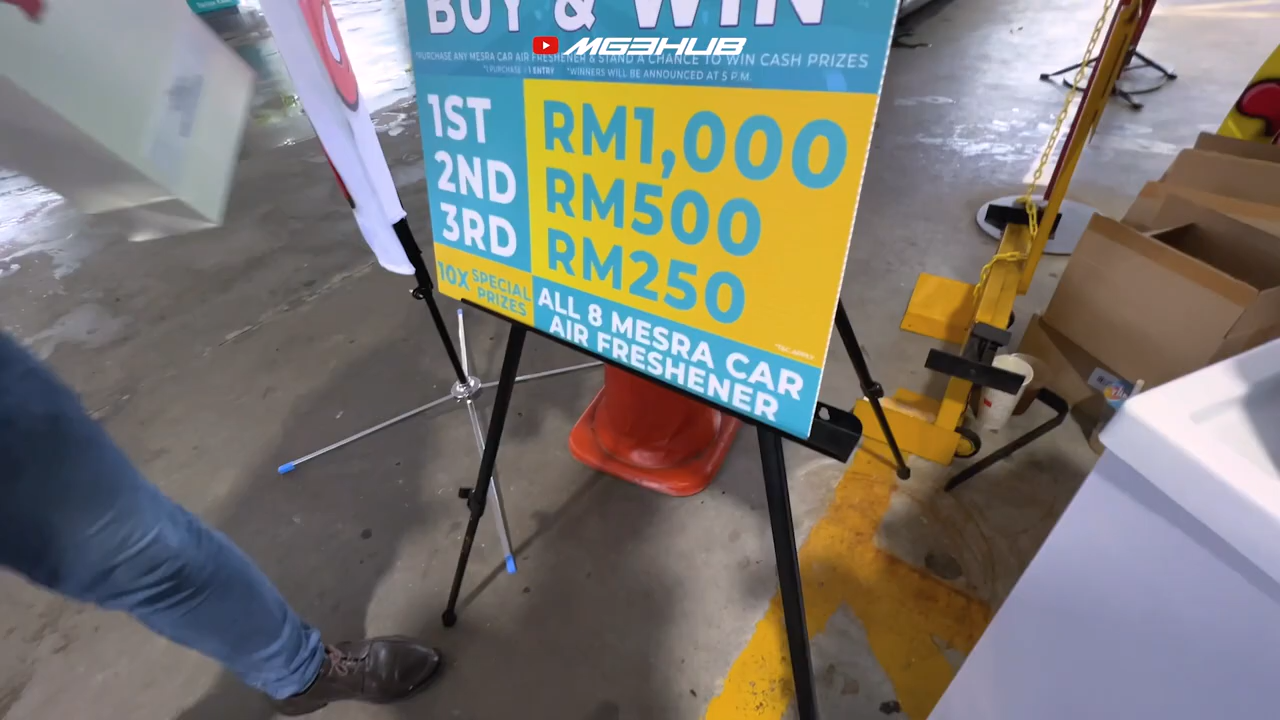 BUY & WIN
MG3HUB
*PURCHASE ANY MESRA CAR AIR FRESHENER & STAND A CHANCE TO WIN CASH PRIZES
*1 PURCHASE = 1 ENTRY *WINNERS WILL BE ANNOUNCED AT 5 P.M.
1ST RM1,000
2ND RM500
3RD RM250
10X SPECIAL PRIZES
ALL 8 MESRA CAR
AIR FRESHENER
*T&C APPLY